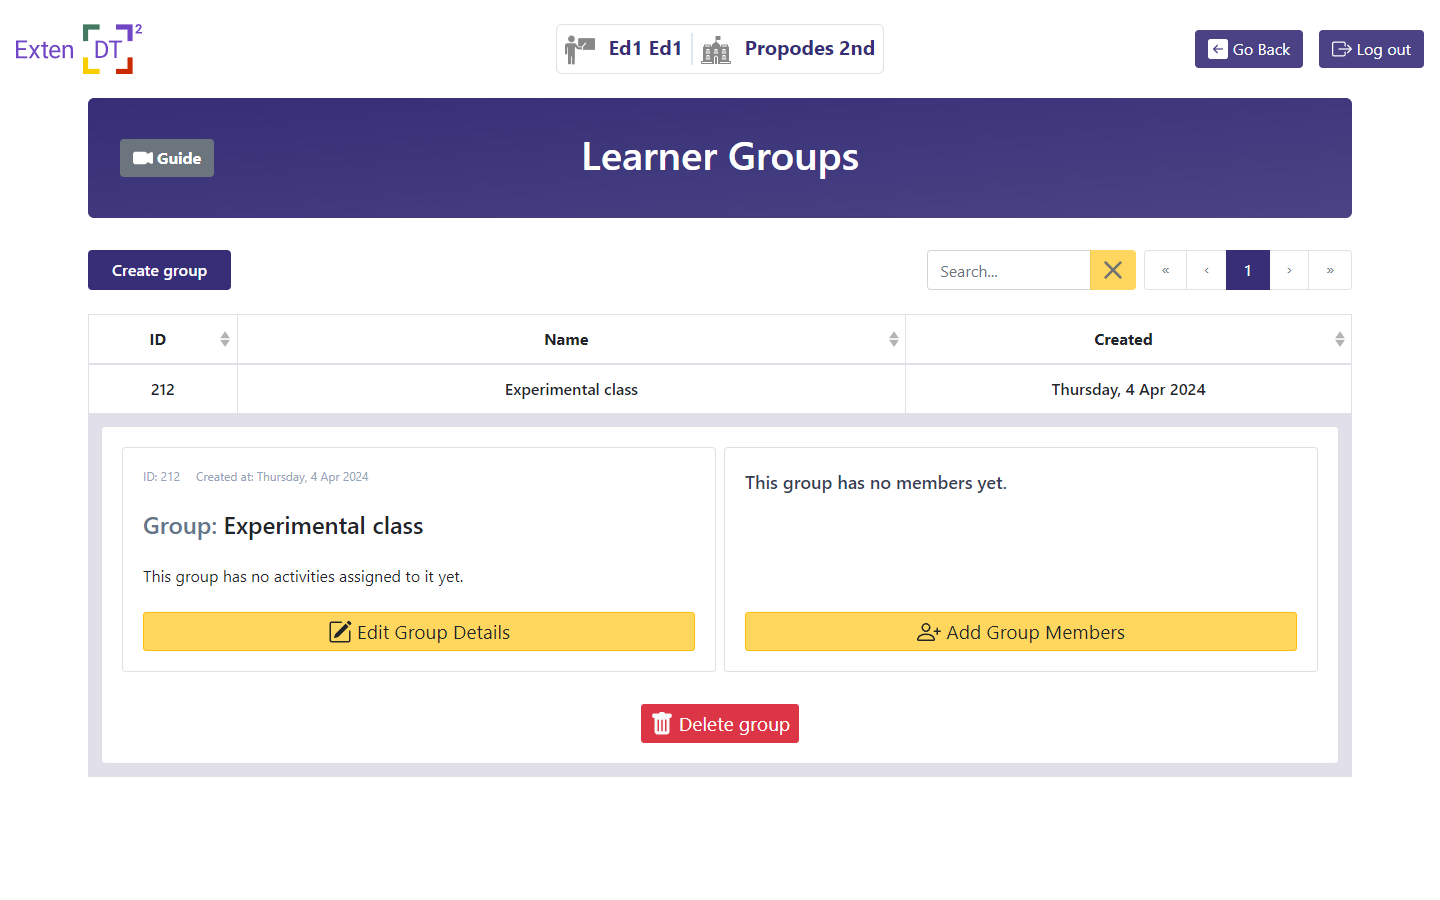 Exten DT 2
Ed1 Ed1 Propodes 2nd
Go Back
Log out
Guide
Learner Groups
Create group
Search...
« ‹ 1 › »
ID Name Created
212 Experimental class Thursday, 4 Apr 2024
ID: 212 Created at: Thursday, 4 Apr 2024
Group: Experimental class
This group has no activities assigned to it yet.
Edit Group Details
This group has no members yet.
Add Group Members
Delete group